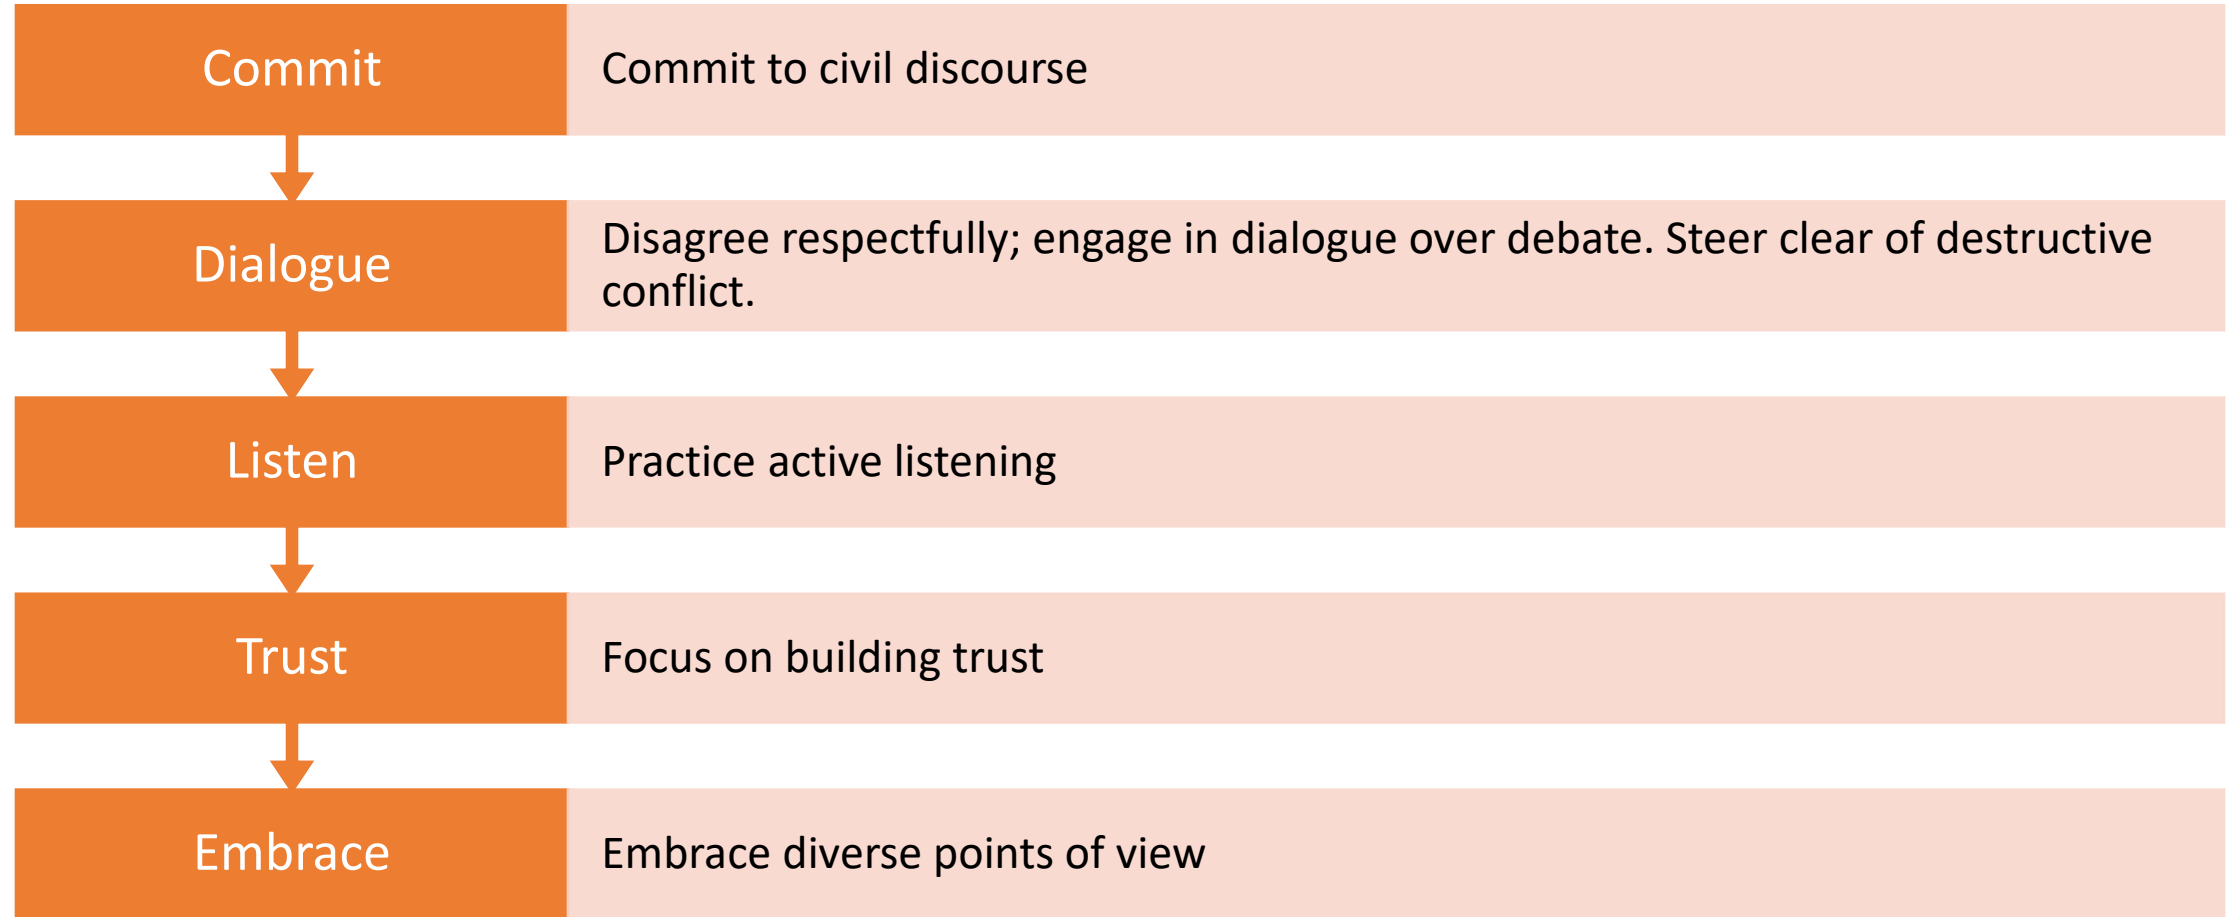 Commit
Commit to civil discourse
Dialogue
Disagree respectfully; engage in dialogue over debate. Steer clear of destructive
conflict.
Listen
Practice active listening
Trust
Focus on building trust
Embrace
Embrace diverse points of view